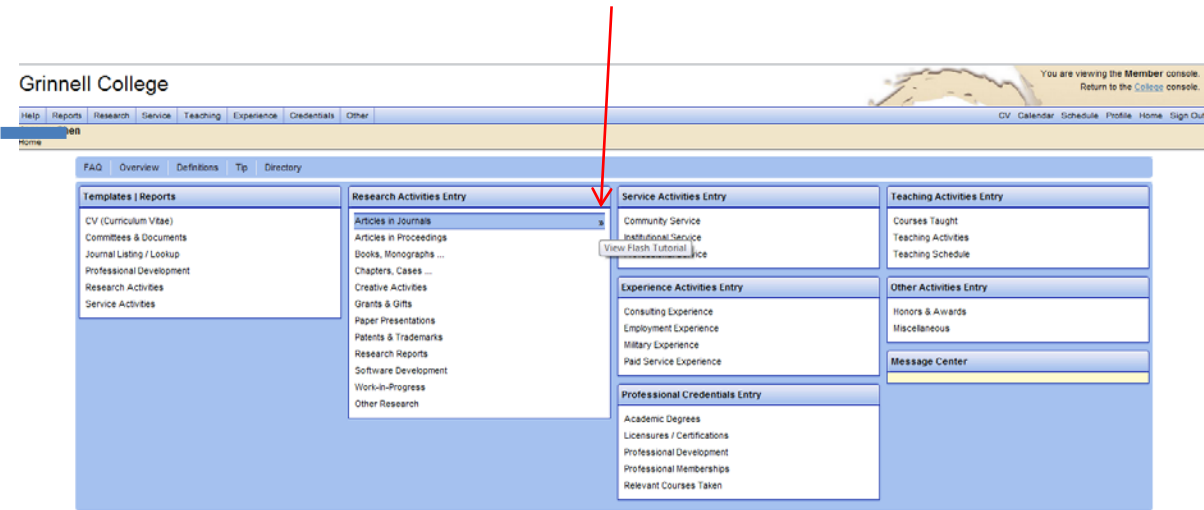 Grinnell College
You are viewing the Member console.
Return to the College console.
Help Reports Research Service Teaching Experience Credentials Other
CV Calendar Schedule Profile Home Sign Out
Home
FAQ Overview Definitions Tip Directory
Templates | Reports
CV (Curriculum Vitae)
Committees & Documents
Journal Listing / Lookup
Professional Development
Research Activities
Service Activities
Research Activities Entry
Articles in Journals »
Articles in Proceedings
Books, Monographs ...
Chapters, Cases ...
Creative Activities
Grants & Gifts
Paper Presentations
Patents & Trademarks
Research Reports
Software Development
Work-in-Progress
Other Research
Service Activities Entry
Community Service
Institutional Service
View Flash Tutorial
Experience Activities Entry
Consulting Experience
Employment Experience
Military Experience
Paid Service Experience
Professional Credentials Entry
Academic Degrees
Licensures / Certifications
Professional Development
Professional Memberships
Relevant Courses Taken
Teaching Activities Entry
Courses Taught
Teaching Activities
Teaching Schedule
Other Activities Entry
Honors & Awards
Miscellaneous
Message Center